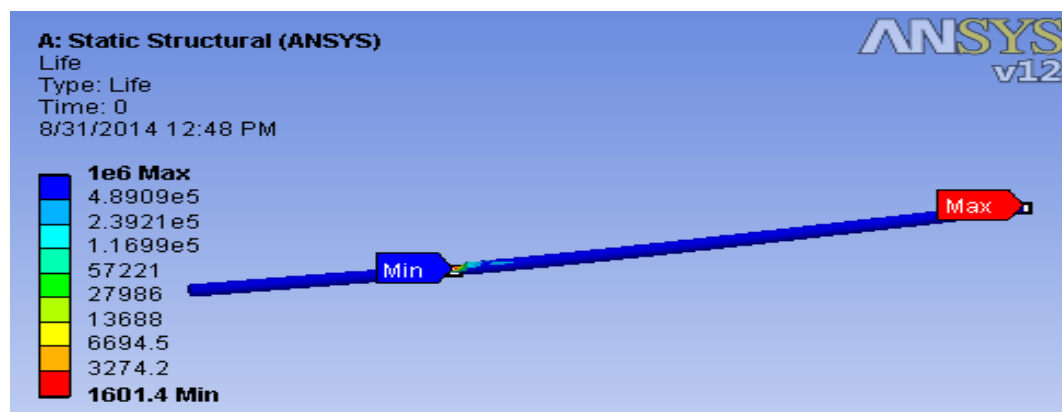 A: Static Structural (ANSYS)
Life
Type: Life
Time: 0
8/31/2014 12:48 PM
ANSYS
v12
1e6 Max
4.8909e5
2.3921e5
1.1699e5
57221
27986
13688
6694.5
3274.2
1601.4 Min
Min
Max